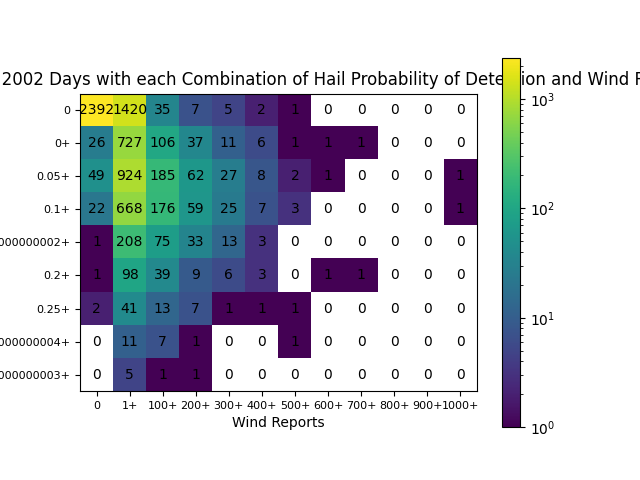 2002 Days with each Combination of Hail Probability of Detection and Wind R
0 2392 1420 35 7 5 2 1 0 0 0 0 0
0+ 26 727 106 37 11 6 1 1 1 0 0 0
0.05+ 49 924 185 62 27 8 2 1 0 0 0 1
0.1+ 22 668 176 59 25 7 3 0 0 0 0 1
000000002+ 1 208 75 33 13 3 0 0 0 0 0 0
0.2+ 1 98 39 9 6 3 0 1 1 0 0 0
0.25+ 2 41 13 7 1 1 1 0 0 0 0 0
000000004+ 0 11 7 1 0 0 1 0 0 0 0 0
000000003+ 0 5 1 1 0 0 0 0 0 0 0 0
0 1+ 100+ 200+ 300+ 400+ 500+ 600+ 700+ 800+ 900+ 1000+
Wind Reports
10³
10²
10¹
10⁰